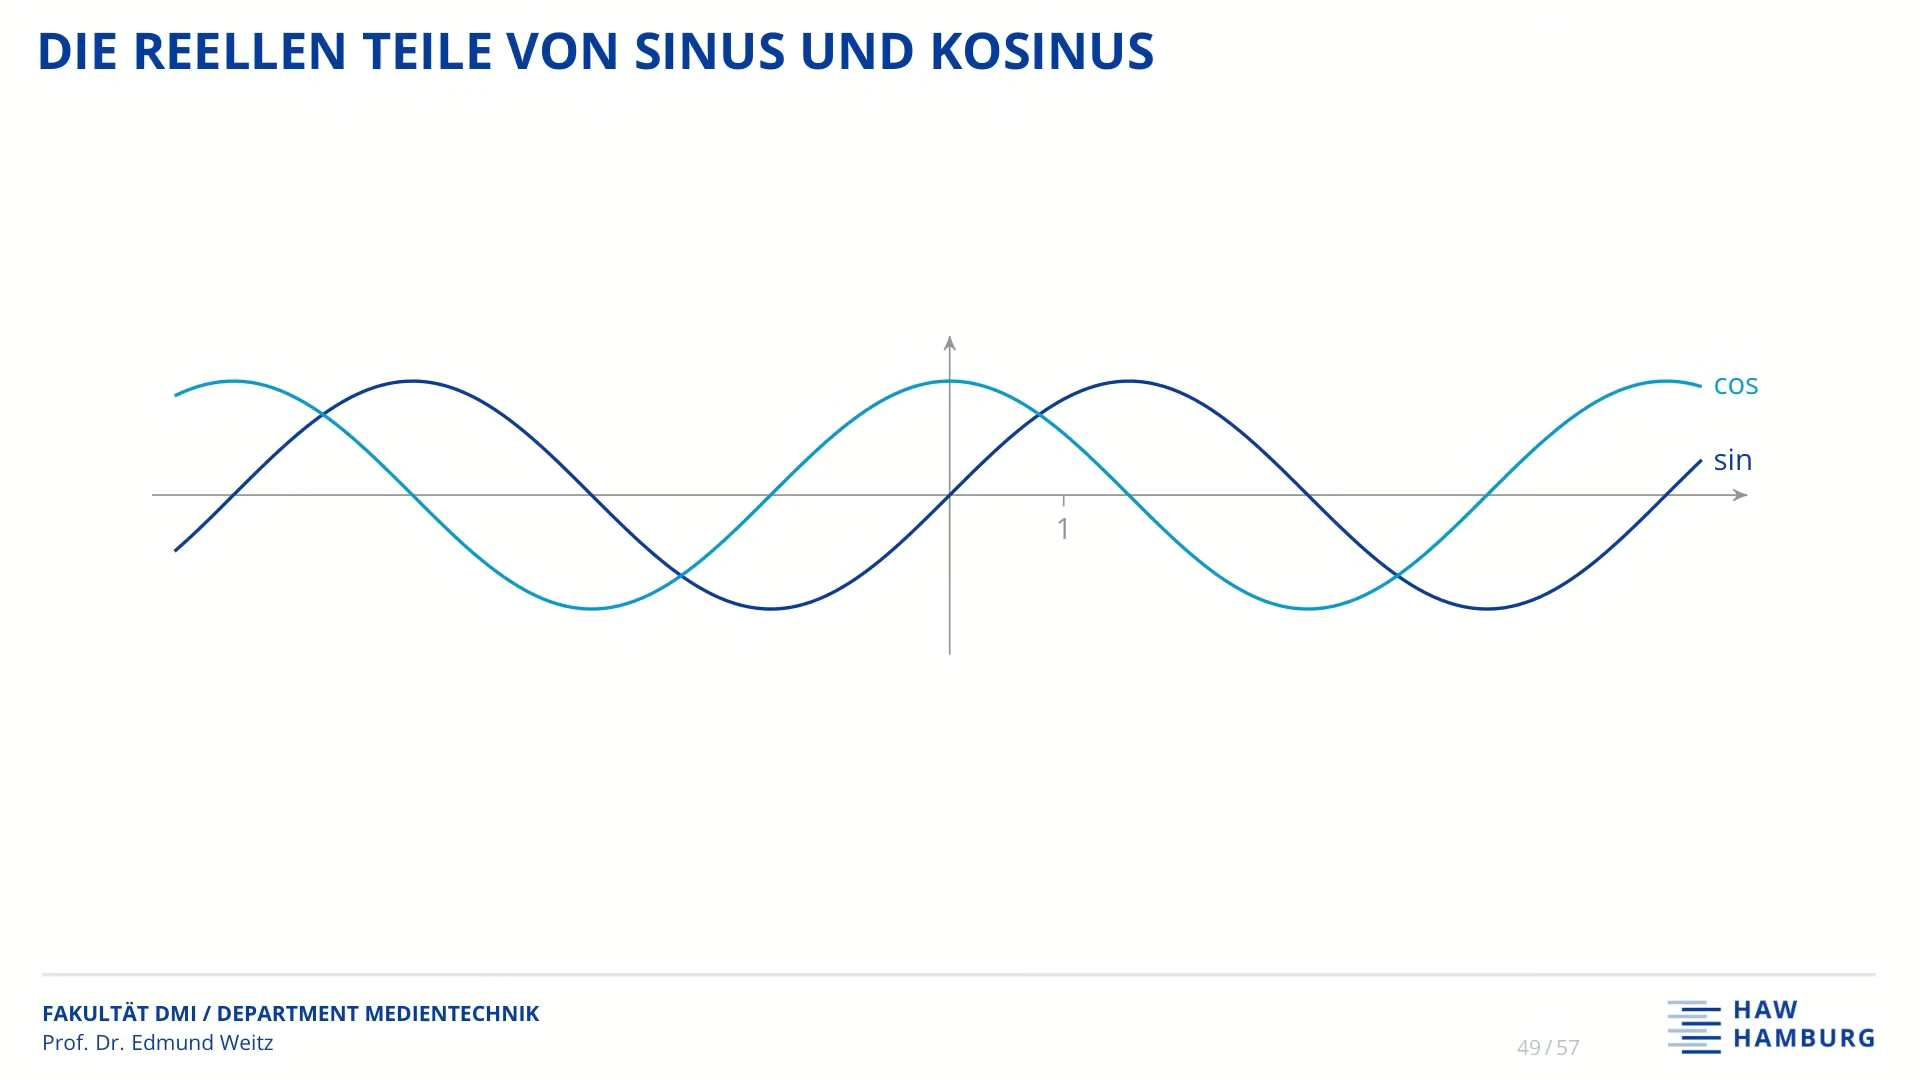 DIE REELLEN TEILE VON SINUS UND KOSINUS
cos
sin
1
FAKULTÄT DMI / DEPARTMENT MEDIENTECHNIK
Prof. Dr. Edmund Weitz
49 / 57
HAW
HAMBURG